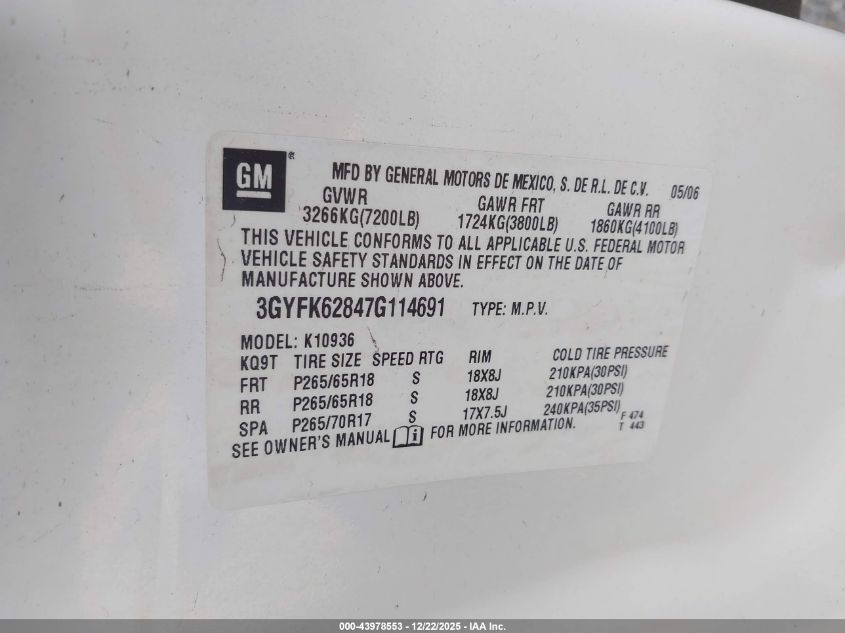 GM® MFD BY GENERAL MOTORS DE MEXICO, S. DE R.L. DE C.V. 05/06
GVWR GAWR FRT GAWR RR
3266KG(7200LB) 1724KG(3800LB) 1860KG(4100LB)
THIS VEHICLE CONFORMS TO ALL APPLICABLE U.S. FEDERAL MOTOR
VEHICLE SAFETY STANDARDS IN EFFECT ON THE DATE OF
MANUFACTURE SHOWN ABOVE.
3GYFK62847G114691 TYPE: M.P.V.
MODEL: K10936
KQ9T TIRE SIZE SPEED RTG RIM COLD TIRE PRESSURE
FRT P265/65R18 S 18X8J 210KPA(30PSI)
RR P265/65R18 S 18X8J 210KPA(30PSI)
SPA P265/70R17 S 17X7.5J 240KPA(35PSI) F 474
SEE OWNER'S MANUAL FOR MORE INFORMATION. T 443
000-43978553 - 12/22/2025 - IAA Inc.